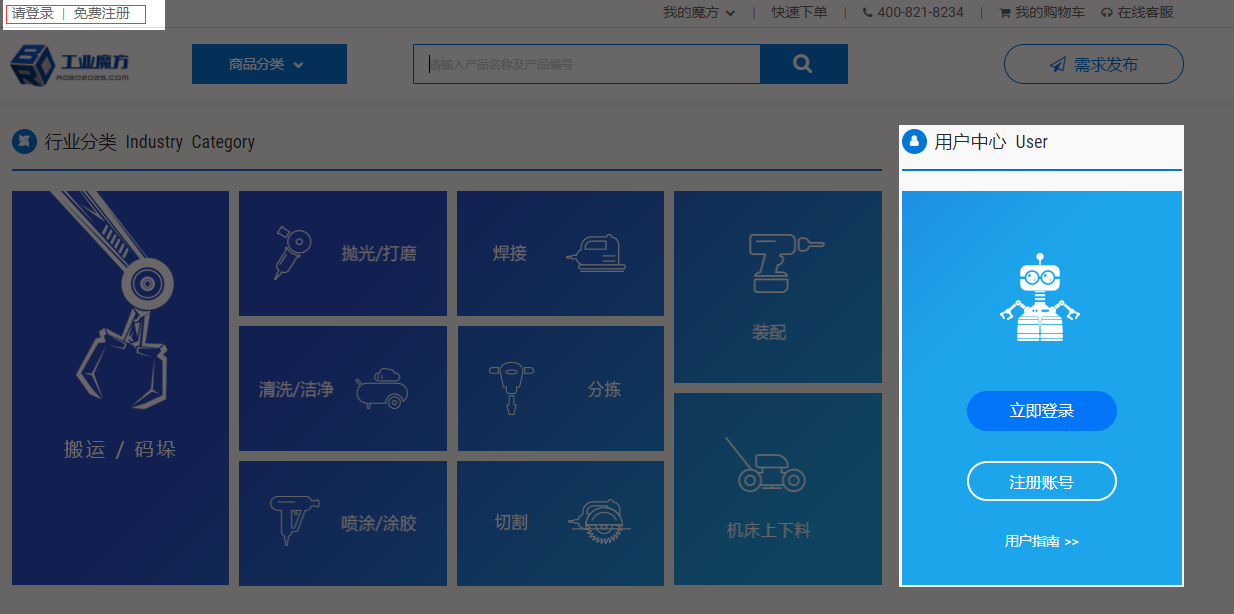 请登录 | 免费注册
我的魔方 | 快速下单 | 400-821-8234 | 我的购物车 在线客服
工业魔方
ROBO2025.COM
商品分类
请输入产品名称及产品编号
需求发布
行业分类 Industry Category
用户中心 User
搬运 / 码垛
抛光/打磨
焊接
装配
清洗/洁净
分拣
喷涂/涂胶
切割
机床上下料
立即登录
注册账号
用户指南 >>